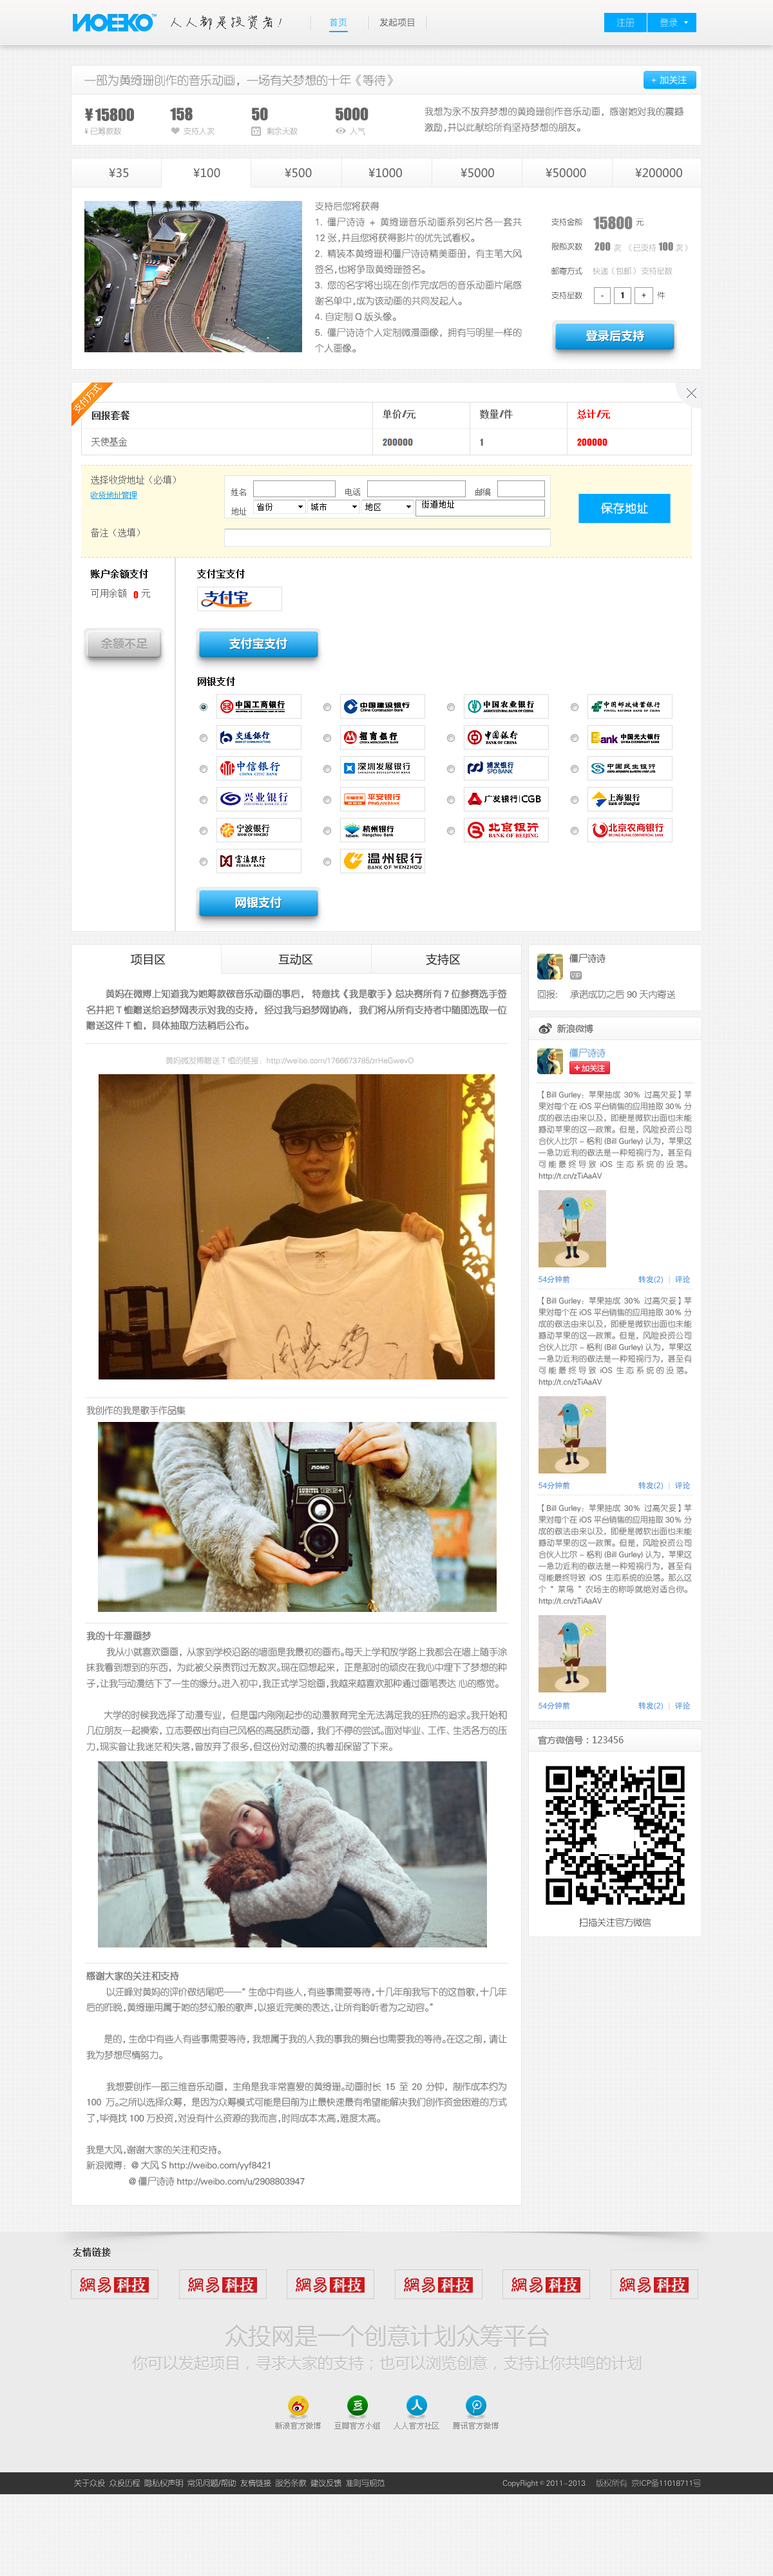 NOEKO™
人人都是投资者！
首页
发起项目
注册
登录
一部为黄绮珊创作的音乐动画，一场有关梦想的十年《等待》
+ 加关注
¥15800
¥ 已筹款数
158
支持人次
50
剩余天数
5000
人气
我想为永不放弃梦想的黄绮珊创作音乐动画，感谢她对我的震撼
激励,并以此献给所有坚持梦想的朋友。
¥35
¥100
¥500
¥1000
¥5000
¥50000
¥200000
支持后您将获得
1. 僵尸诗诗 + 黄绮珊音乐动画系列名片各一套共
12 张,并且您将获得影片的优先试看权。
2. 精装本黄绮珊和僵尸诗诗精美画册，有主笔大风
签名,也将争取黄绮珊签名。
3. 您的名字将出现在创作完成后的音乐动画片尾感
谢名单中,成为该动画的共同发起人。
4. 自定制 Q 版头像。
5. 僵尸诗诗个人定制微漫画像，拥有与明星一样的
个人画像。
支持金额 15800 元
限购次数 200 次 （已支持 100 次）
邮寄方式 快递（包邮） 支持星数
支持星数 - 1 + 件
登录后支持
支付方式
回报套餐
单价/元
数量/件
总计/元
天使基金
200000
1
200000
选择收货地址（必填）
收货地址管理
姓名
电话
邮编
地址
省份
城市
地区
街道地址
保存地址
备注（选填）
账户余额支付
可用余额 0 元
余额不足
支付宝支付
支付宝
支付宝支付
网银支付
中国工商银行
中国建设银行
China Construction Bank
中国农业银行
AGRICULTURAL BANK OF CHINA
中国邮政储蓄银行
POSTAL SAVINGS BANK OF CHINA
交通银行
BANK OF COMMUNICATIONS
招商银行
CHINA MERCHANTS BANK
中国银行
BANK OF CHINA
Bank 中国光大银行
CHINA EVERBRIGHT BANK
中信银行
CHINA CITIC BANK
深圳发展银行
SHENZHEN DEVELOPMENT BANK
浦发银行
SPD BANK
中国民生银行
兴业银行
平安银行
PINGAN BANK
广发银行|CGB
上海银行
Bank of Shanghai
宁波银行
BANK OF NINGBO
杭州银行
Hangzhou Bank
北京银行
BANK OF BEIJING
北京农商银行
BEIJING RURAL COMMERCIAL BANK
富滇银行
FUDIAN BANK
温州银行
BANK OF WENZHOU
网银支付
项目区
互动区
支持区
黄妈在微博上知道我为她筹款做音乐动画的事后， 特意找《我是歌手》总决赛所有 7 位参赛选手签
名并把 T 恤赠送给追梦网以表示对我的支持， 经过我与追梦网协商， 我们将从所有支持者中随即选取一位
赠送这件 T 恤， 具体抽取方法稍后公布。
黄妈微发博赠送 T 恤的链接： http://weibo.com/1766673785/zrHeGwevO
我创作的我是歌手作品集
我的十年漫画梦
我从小就喜欢画画，从家到学校沿路的墙面是我最初的画布。每天上学和放学路上我都会在墙上随手涂
抹我看到想到的东西，为此被父亲责罚过无数次。现在回想起来，正是那时的顽皮在我心中埋下了梦想的种
子,让我与动漫结下了一生的缘分。进入初中,我正式学习绘画,我越来越喜欢那种通过画笔表达 心的感觉。
大学的时候我选择了动漫专业，但是国内刚刚起步的动漫教育完全无法满足我的狂热的追求。我开始和
几位朋友一起摸索，立志要做出有自己风格的高品质动画，我们不停的尝试。面对毕业、工作、生活各方的压
力,现实曾让我迷茫和失落,曾放弃了很多,但这份对动漫的执着却保留了下来。
感谢大家的关注和支持
以汪峰对黄妈的评价做结尾吧——“ 生命中有些人,有些事需要等待,十几年前我写下的这首歌,十几年
后的昨晚,黄绮珊用属于她的梦幻般的歌声,以接近完美的表达,让所有聆听者为之动容。”
是的,生命中有些人有些事需要等待,我想属于我的人我的事我的舞台也需要我的等待。在这之前,请让
我为梦想尽情努力。
我想要创作一部三维音乐动画，主角是我非常喜爱的黄绮珊。动画时长 15 至 20 分钟，制作成本约为
100 万。之所以选择众筹，是因为众筹模式可能是目前为止最快速最有希望能解决我们创作资金困难的方式
了,毕竟找 100 万投资,对没有什么资源的我而言,时间成本太高,难度太高。
我是大风,谢谢大家的关注和支持。
新浪微博： @ 大风 S http://weibo.com/yyf8421
@ 僵尸诗诗 http://weibo.com/u/2908803947
僵尸诗诗
VIP
回报： 承诺成功之后 90 天内寄送
新浪微博
僵尸诗诗
+加关注
【Bill Gurley：苹果抽成 30% 过高欠妥】苹
果对每个在 iOS 平台销售的应用抽取 30% 分
成的做法由来以及，即便是微软出面也未能
撼动苹果的这一政策。但是，风险投资公司
合伙人比尔 - 格利 (Bill Gurley) 认为，苹果这
一急功近利的做法是一种短视行为，甚至有
可能最终导致 iOS 生态系统的没落。
http://t.cn/zTiAaAV
54分钟前
转发(2) | 评论
【Bill Gurley：苹果抽成 30% 过高欠妥】苹
果对每个在 iOS 平台销售的应用抽取 30% 分
成的做法由来以及，即便是微软出面也未能
撼动苹果的这一政策。但是，风险投资公司
合伙人比尔 - 格利 (Bill Gurley) 认为，苹果这
一急功近利的做法是一种短视行为，甚至有
可能最终导致 iOS 生态系统的没落。
http://t.cn/zTiAaAV
54分钟前
转发(2) | 评论
【Bill Gurley：苹果抽成 30% 过高欠妥】苹
果对每个在 iOS 平台销售的应用抽取 30% 分
成的做法由来以及，即便是微软出面也未能
撼动苹果的这一政策。但是，风险投资公司
合伙人比尔 - 格利 (Bill Gurley) 认为，苹果这
一急功近利的做法是一种短视行为，甚至有
可能最终导致 iOS 生态系统的没落。那么这
个 “ 菜鸟 ” 农场主的称呼就绝对适合你。
http://t.cn/zTiAaAV
54分钟前
转发(2) | 评论
官方微信号：123456
扫描关注官方微信
友情链接
網易科技
網易科技
網易科技
網易科技
網易科技
網易科技
众投网是一个创意计划众筹平台
你可以发起项目，寻求大家的支持；也可以浏览创意，支持让你共鸣的计划
新浪官方微博
豆瓣官方小组
人人官方社区
腾讯官方微博
关于众投 众投历程 隐私权声明 常见问题/帮助 友情链接 服务条款 建议反馈 准则与规范
CopyRight © 2011-2013 版权所有 京ICP备11018711号